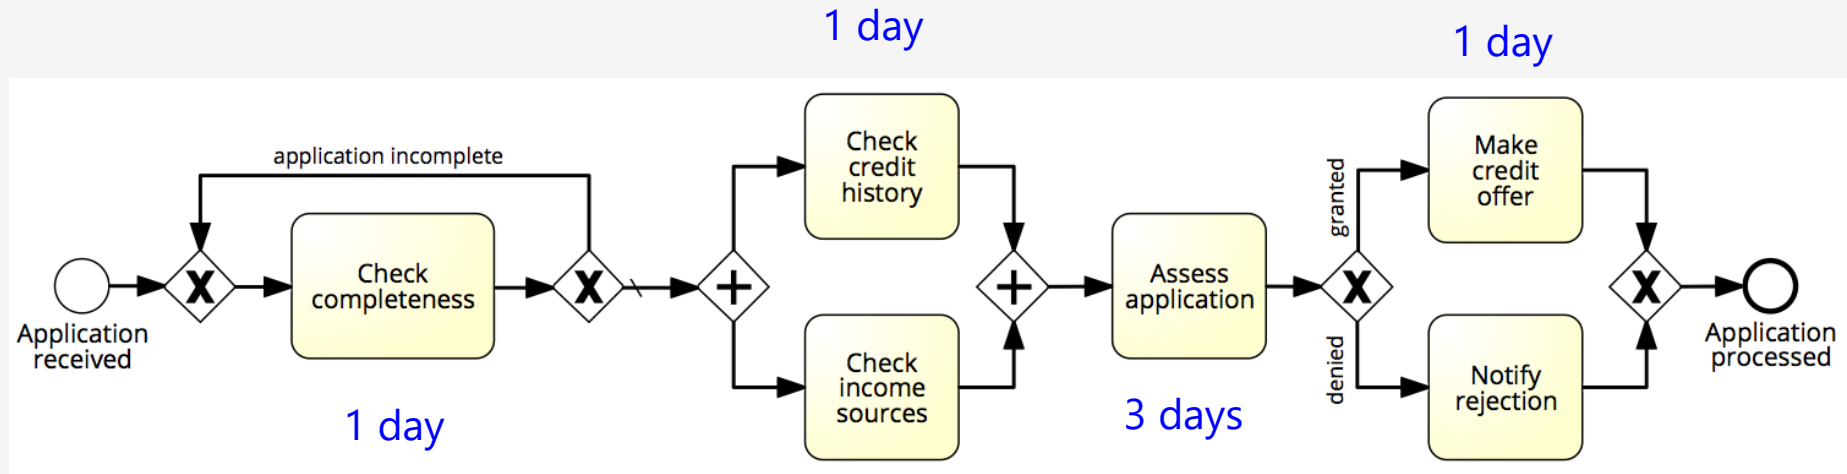 1 day
1 day
application incomplete
Check
credit
history
granted
Make
credit
offer
Application
received
Check
completeness
Assess
application
Application
processed
Check
income
sources
denied
Notify
rejection
1 day
3 days